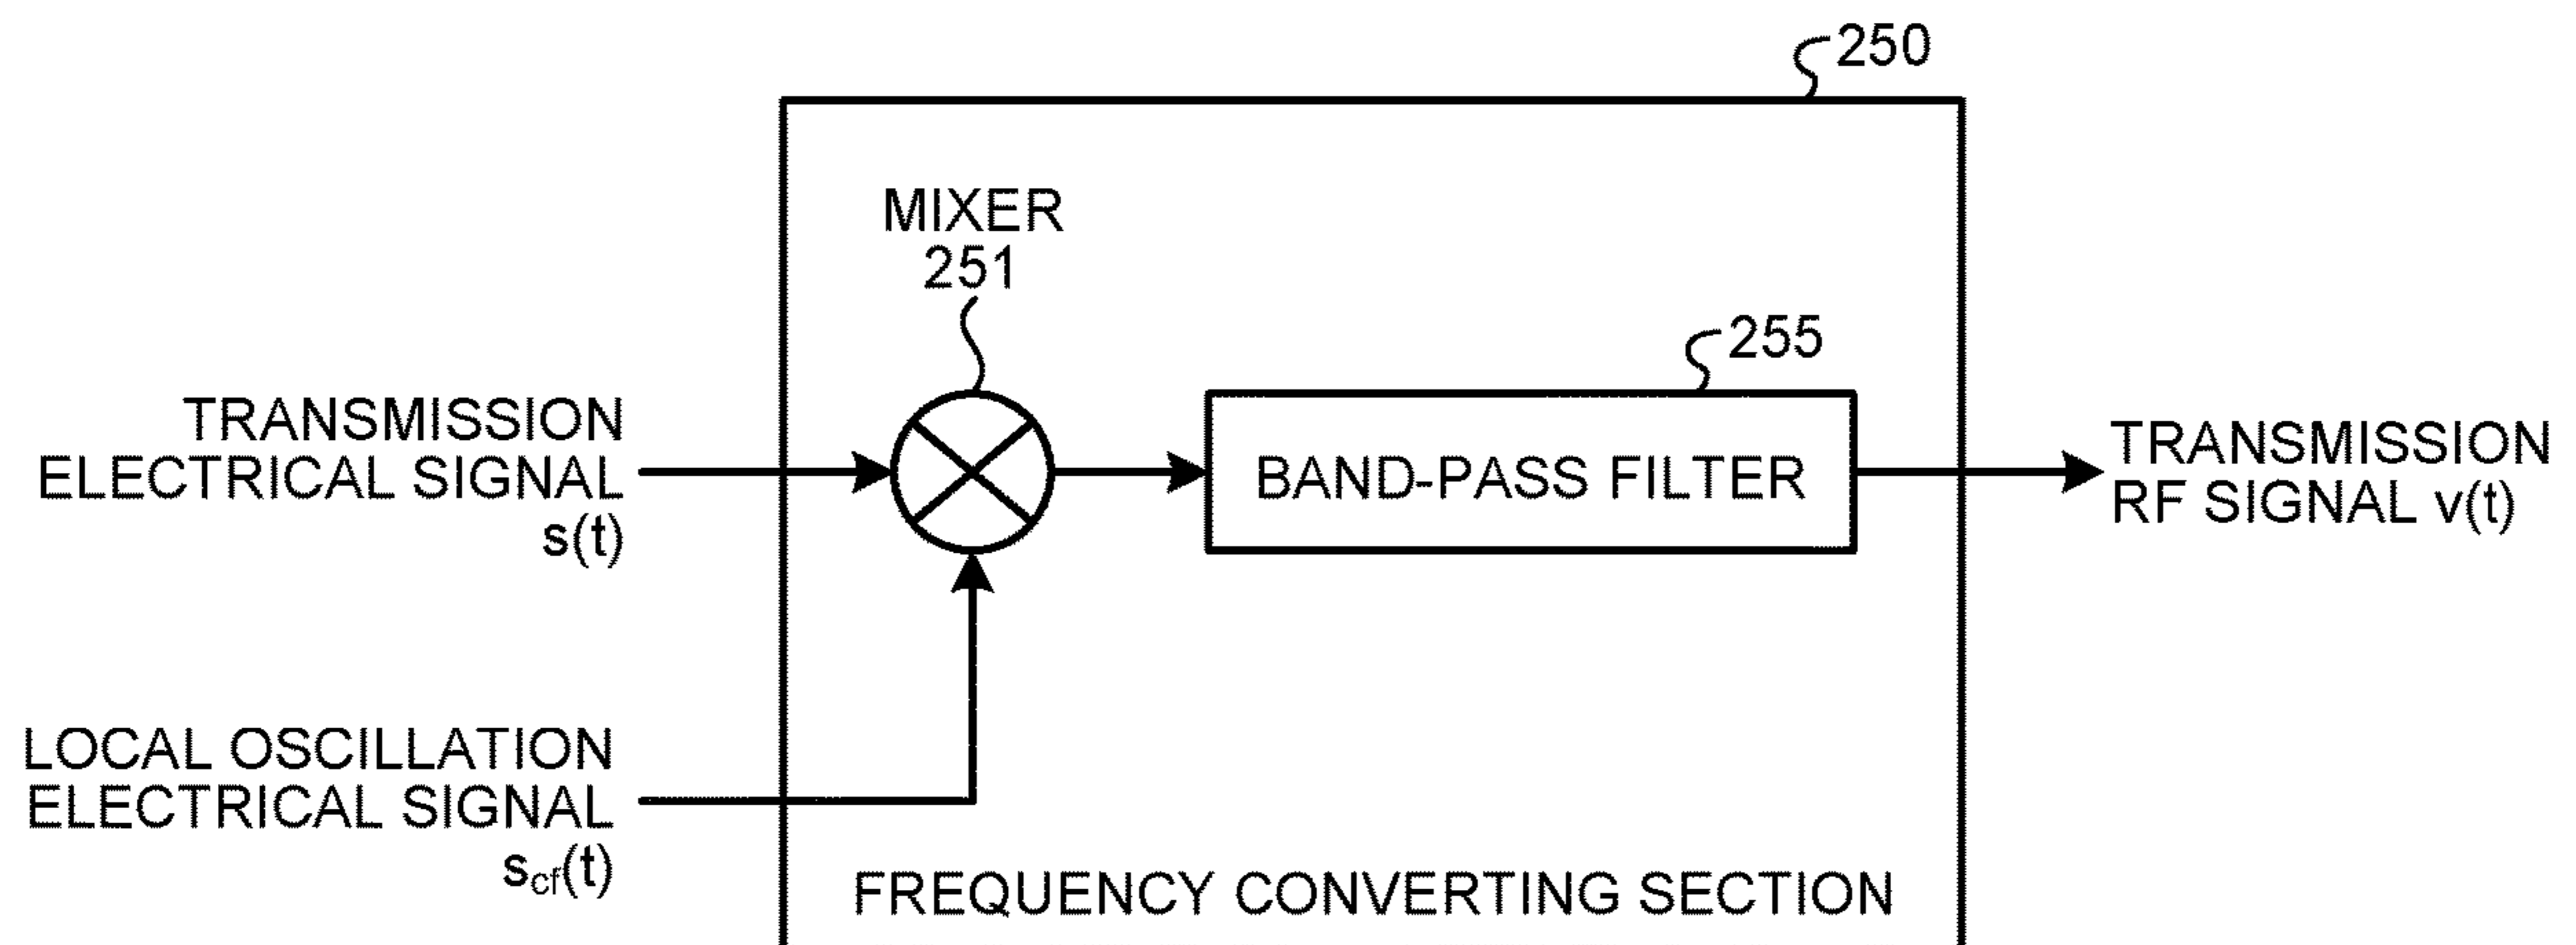 250
MIXER
251
255
TRANSMISSION
ELECTRICAL SIGNAL
s(t)
BAND-PASS FILTER
TRANSMISSION
RF SIGNAL v(t)
LOCAL OSCILLATION
ELECTRICAL SIGNAL
s_cf(t)
FREQUENCY CONVERTING SECTION